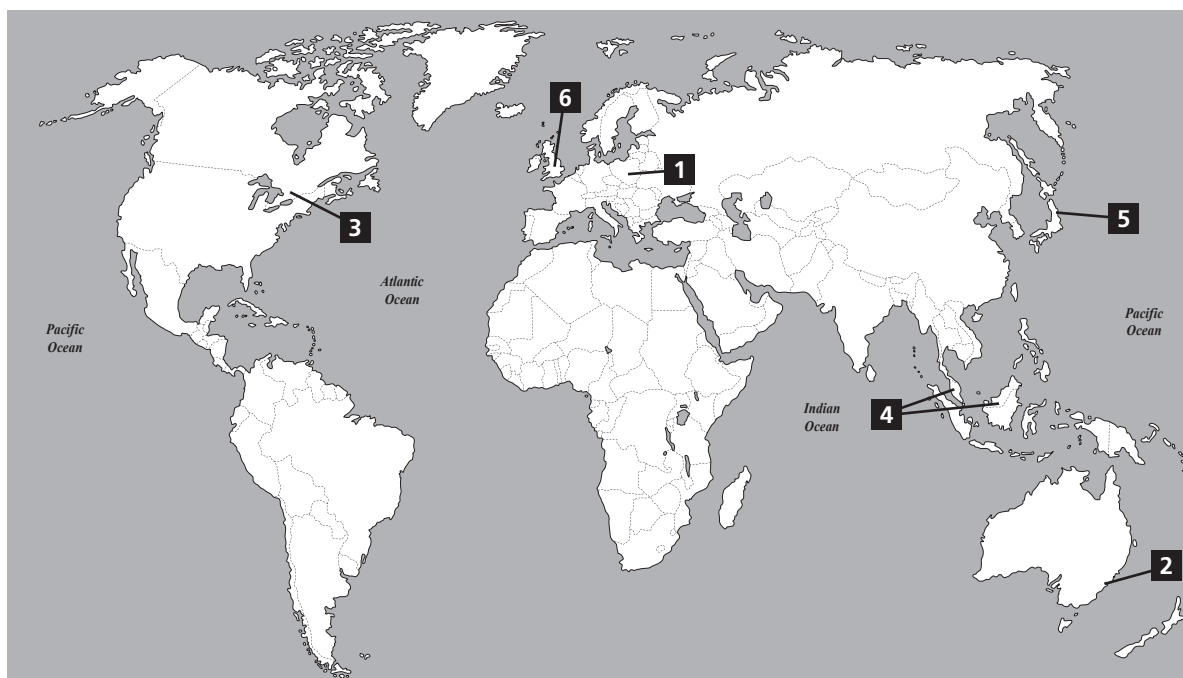 6
1
3
5
Atlantic
Ocean
Pacific
Ocean
Pacific
Ocean
Indian
Ocean
4
2